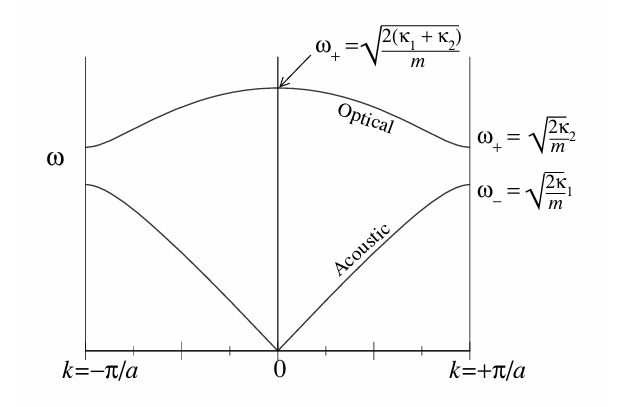 ω₊ = √(2(κ₁ + κ₂)/m)
Optical
ω
ω₊ = √(2κ₂/m)
ω₋ = √(2κ₁/m)
Acoustic
k=−π/a
0
k=+π/a